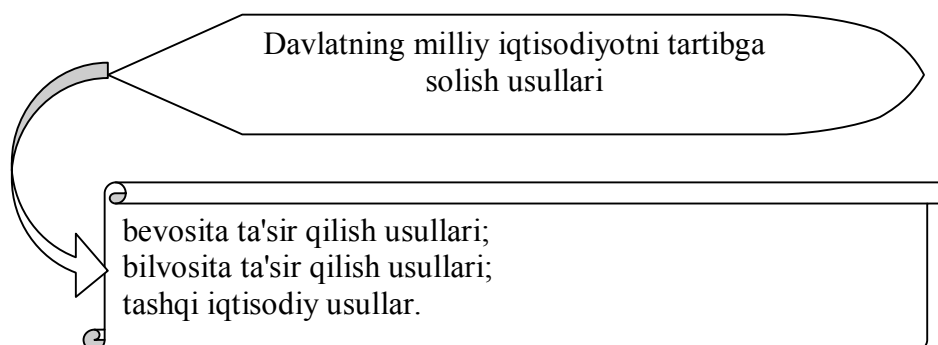 Davlatning milliy iqtisodiyotni tartibga
solish usullari
bevosita ta'sir qilish usullari;
bilvosita ta'sir qilish usullari;
tashqi iqtisodiy usullar.